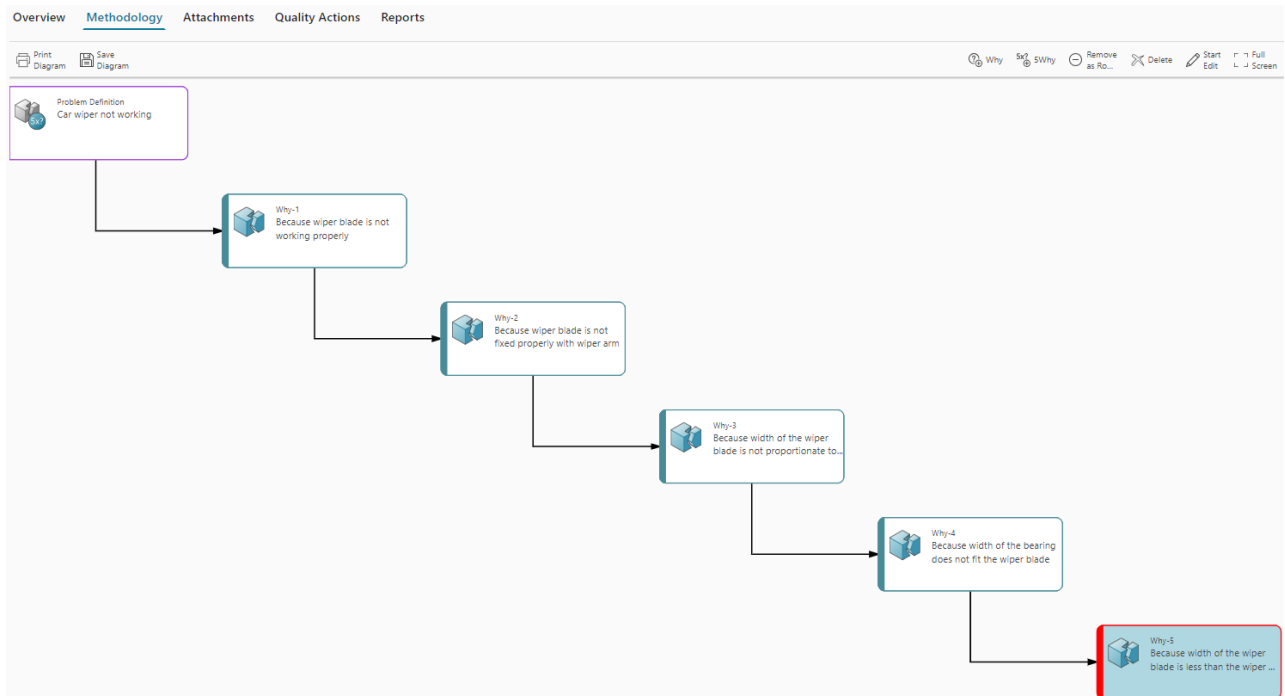 Overview Methodology Attachments Quality Actions Reports
Print
Diagram
Save
Diagram
Why
5x?
5Why
Remove
as Ro...
Delete
Start
Edit
Full
Screen
5x?
Problem Definition
Car wiper not working
Why-1
Because wiper blade is not
working properly
Why-2
Because wiper blade is not
fixed properly with wiper arm
Why-3
Because width of the wiper
blade is not proportionate to...
Why-4
Because width of the bearing
does not fit the wiper blade
Why-5
Because width of the wiper
blade is less than the wiper ...